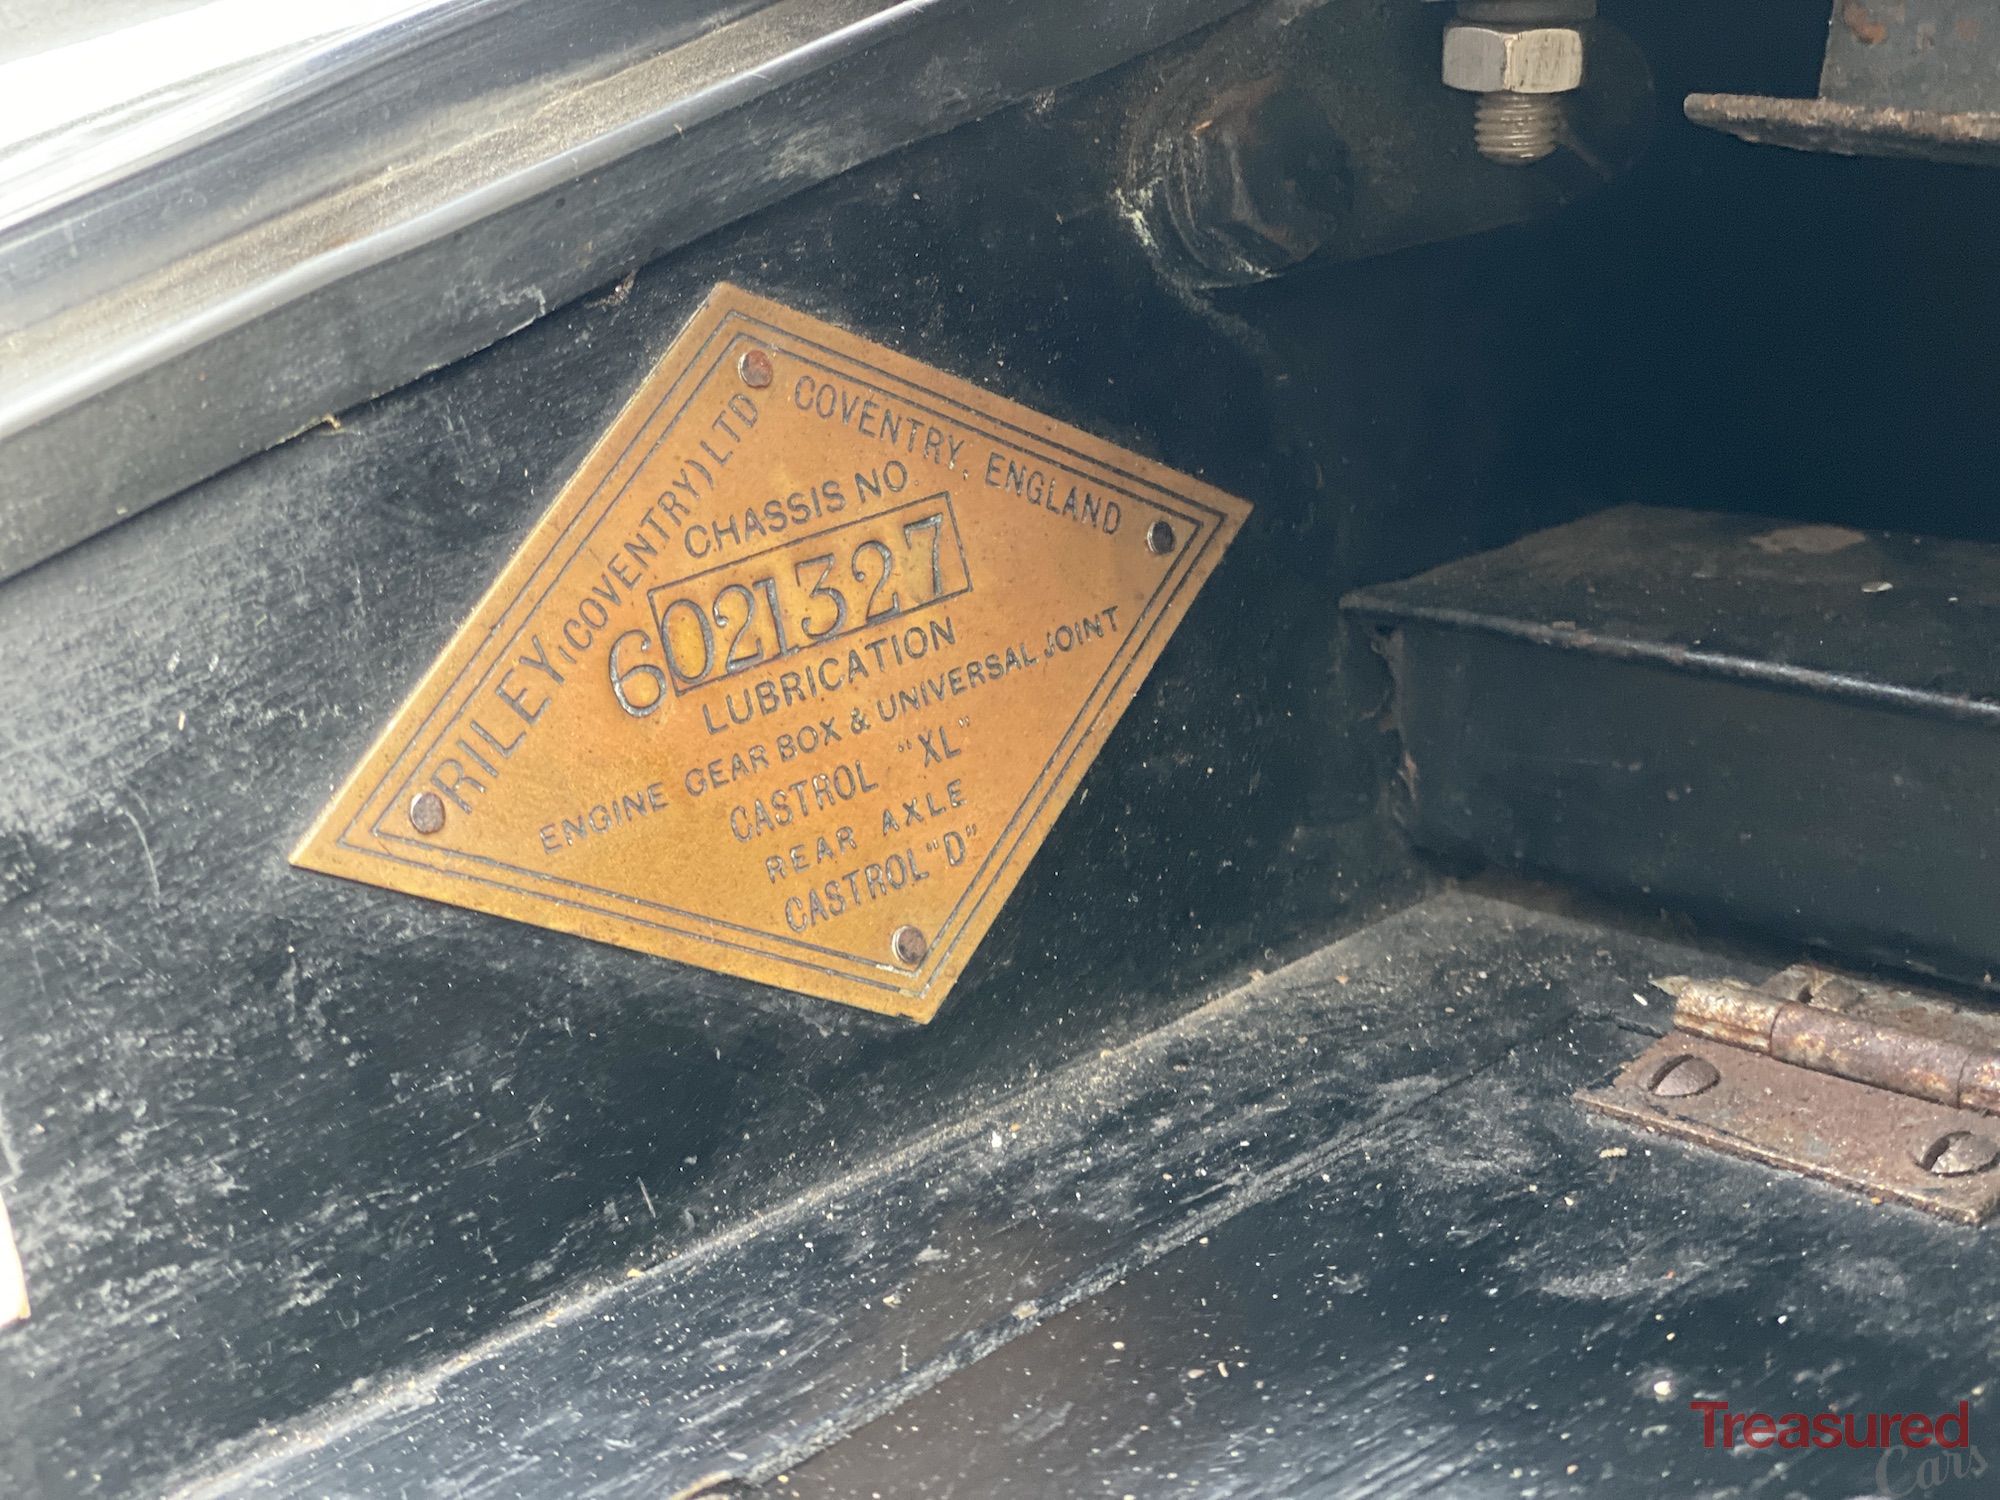 RILEY (COVENTRY) LTD
COVENTRY, ENGLAND
CHASSIS NO.
6021327
LUBRICATION
ENGINE GEAR BOX & UNIVERSAL JOINT
CASTROL "XL"
REAR AXLE
CASTROL "D"
Treasured
Cars